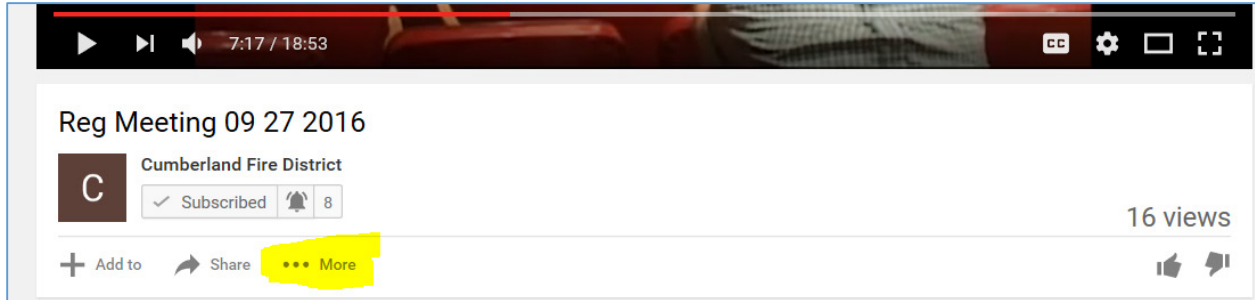 7:17 / 18:53 CC
Reg Meeting 09 27 2016
C
Cumberland Fire District
Subscribed 8
16 views
Add to Share ••• More